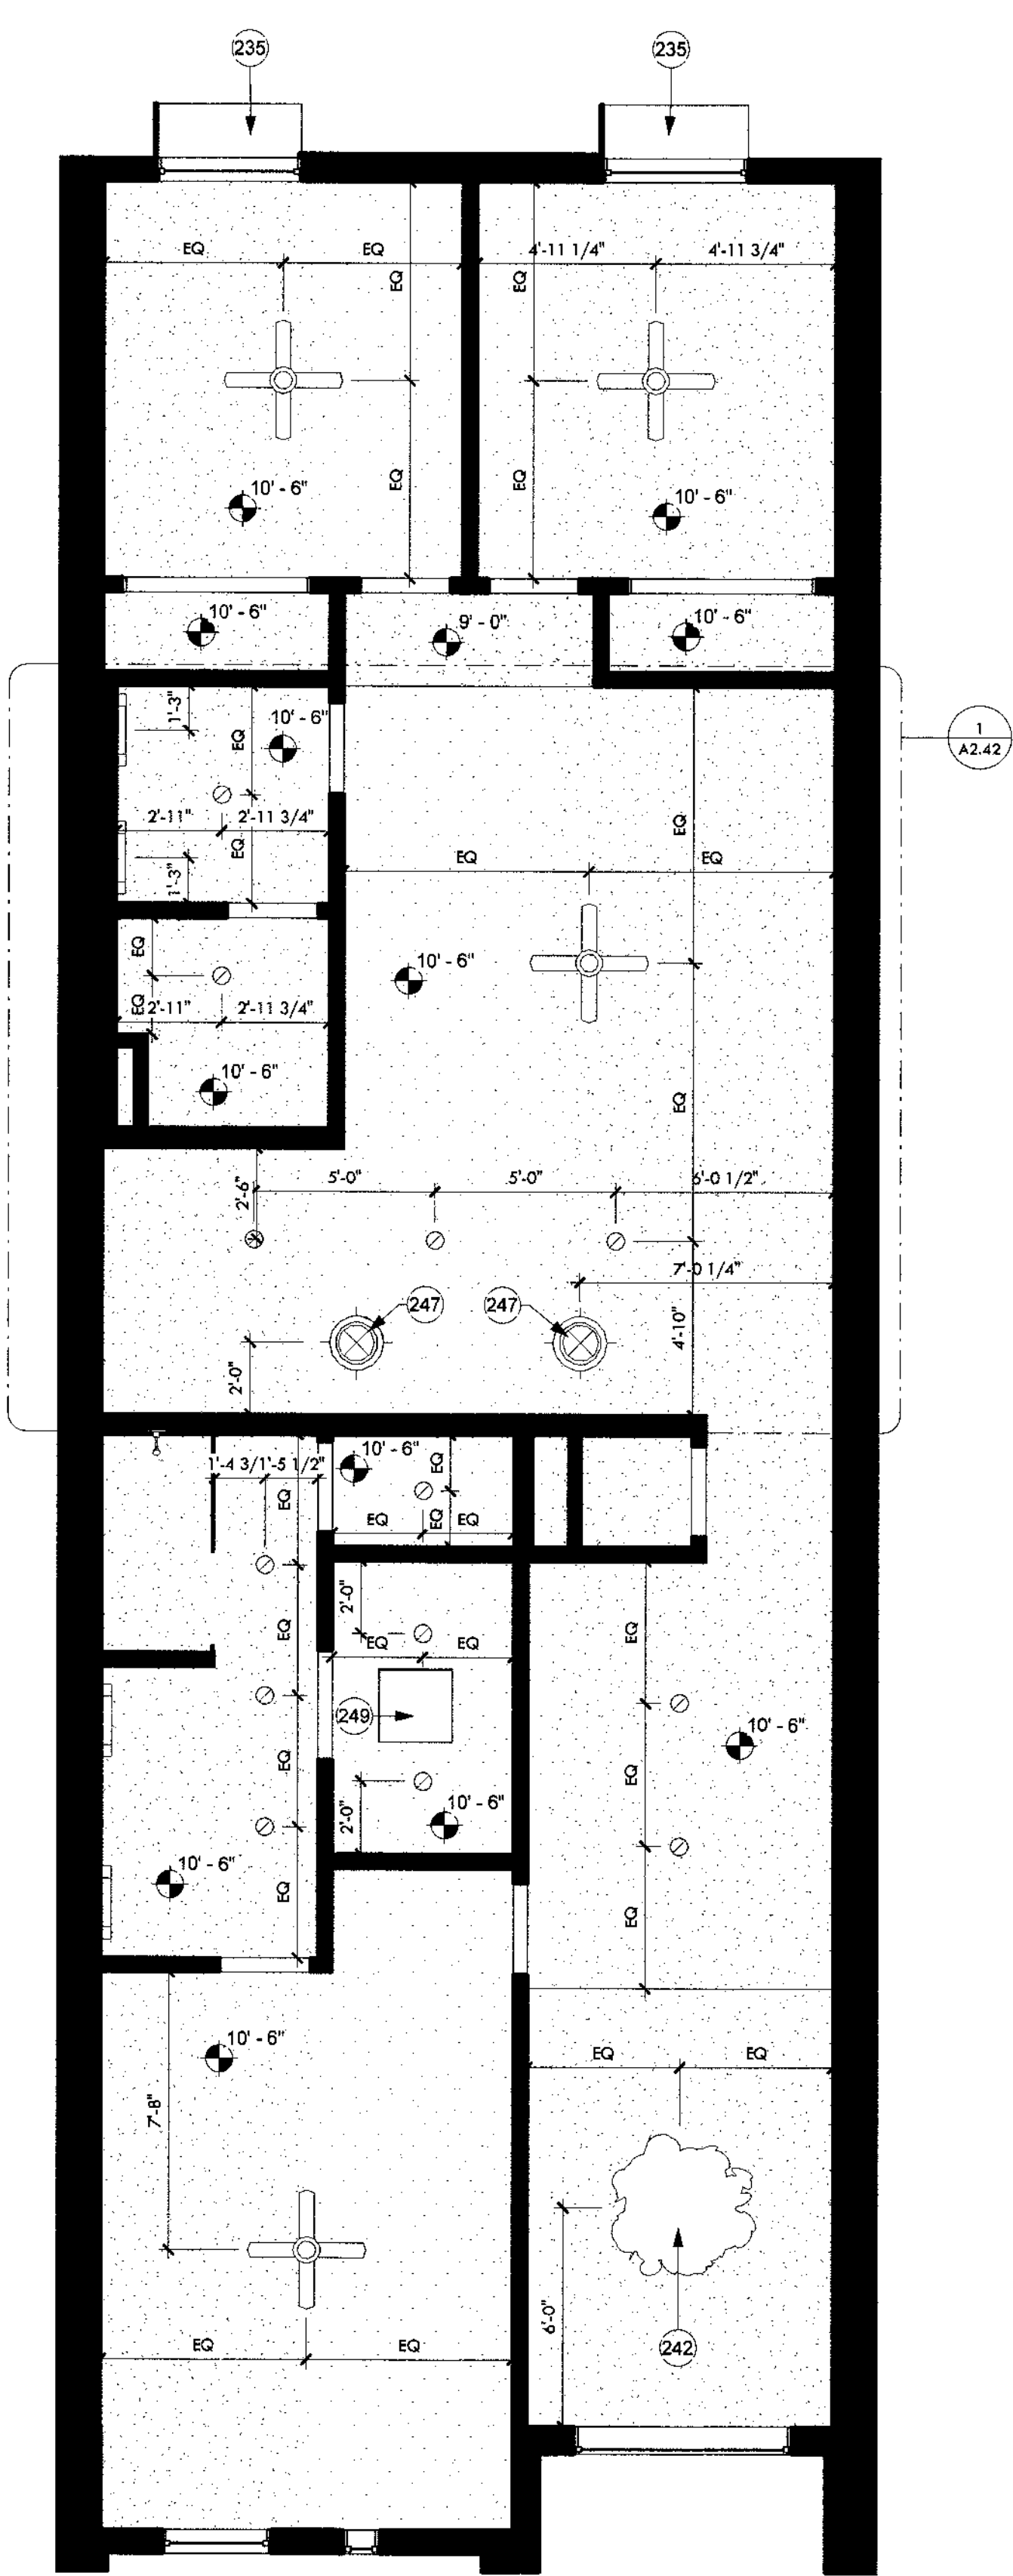 235
235
EQ
EQ
EQ
EQ
4'-11 1/4"
4'-11 3/4"
EQ
EQ
10' - 6"
10' - 6"
10' - 6"
9' - 0"
10' - 6"
1'-3"
EQ
10' - 6"
1
A2.42
2'-11"
2'-11 3/4"
EQ
EQ
EQ
EQ
1'-3"
EQ
10' - 6"
EQ
2'-11"
2'-11 3/4"
10' - 6"
EQ
2'-6"
5'-0"
5'-0"
6'-0 1/2"
7'-0 1/4"
247
247
4'-10"
2'-0"
10' - 6"
1'-4 3/1'-5 1/2"
EQ
EQ
EQ
EQ
EQ
2'-0"
EQ
EQ
EQ
EQ
249
10' - 6"
EQ
EQ
2'-0"
10' - 6"
10' - 6"
EQ
EQ
10' - 6"
EQ
EQ
7'-8"
6'-0"
EQ
EQ
242